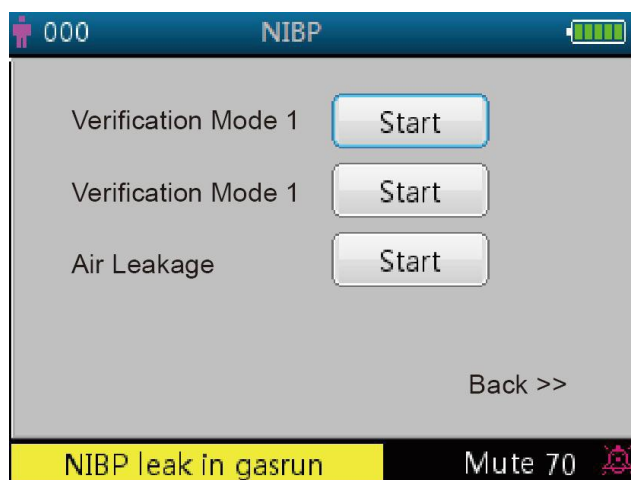 000 NIBP
Verification Mode 1 Start
Verification Mode 1 Start
Air Leakage Start
Back >>
NIBP leak in gasrun Mute 70